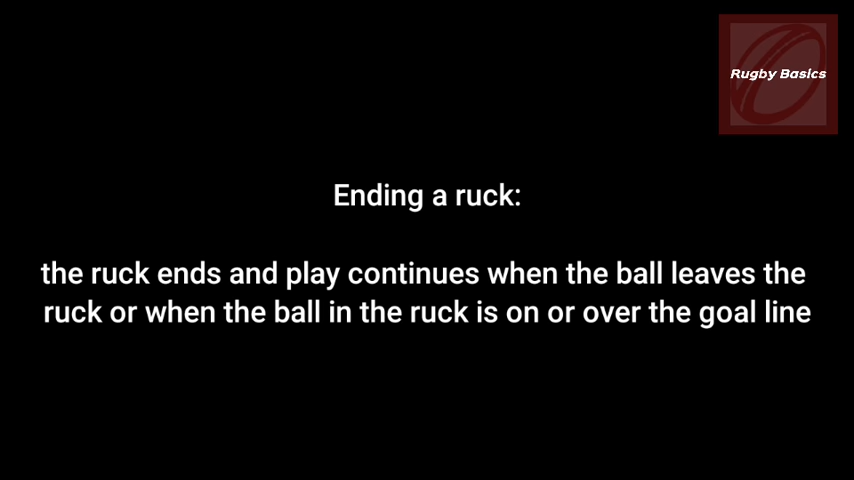 Rugby Basics
Ending a ruck:
the ruck ends and play continues when the ball leaves the
ruck or when the ball in the ruck is on or over the goal line